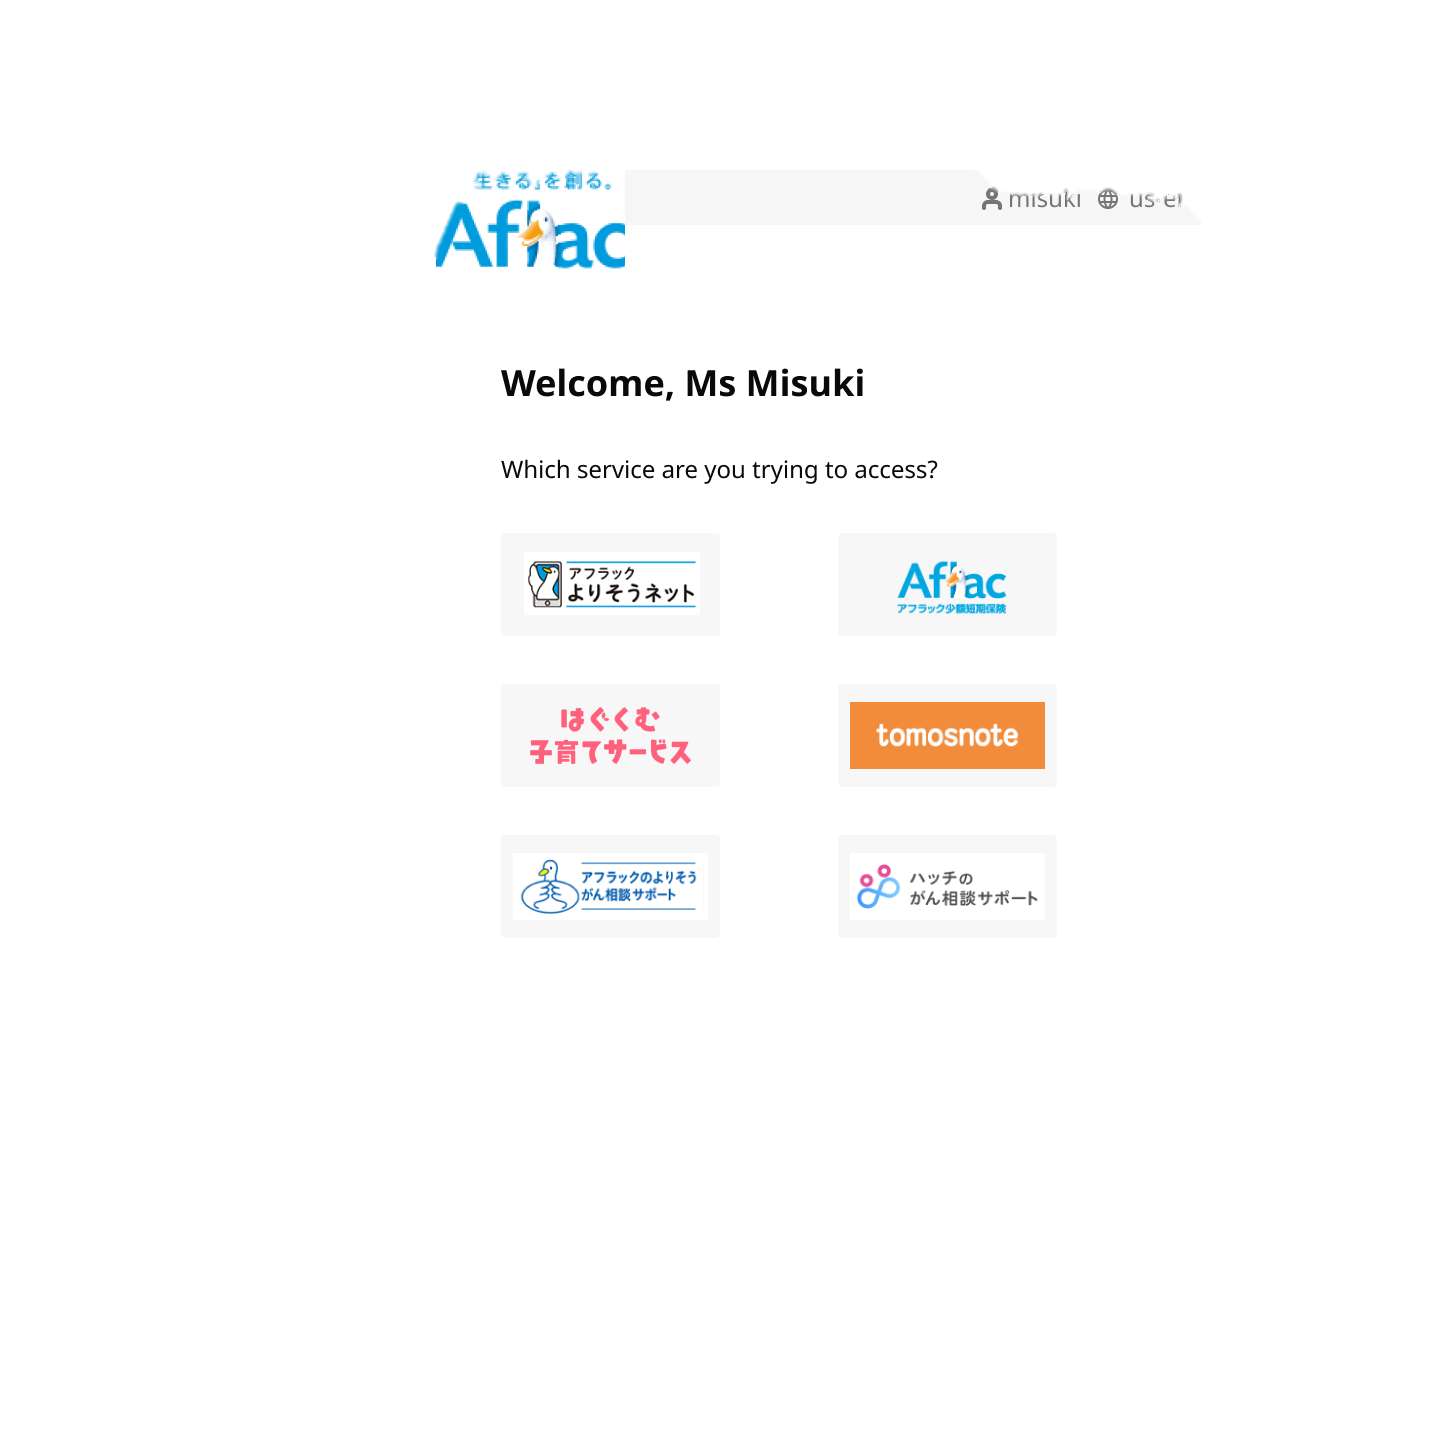 生きる」を創る。
Aflac
misuki
Welcome, Ms Misuki
Which service are you trying to access?
アフラック
よりそうネット
Aflac
アフラック少額短期保険
はぐくむ
子育てサービス
tomosnote
アフラックのよりそう
がん相談サポート
ハッチの
がん相談サポート